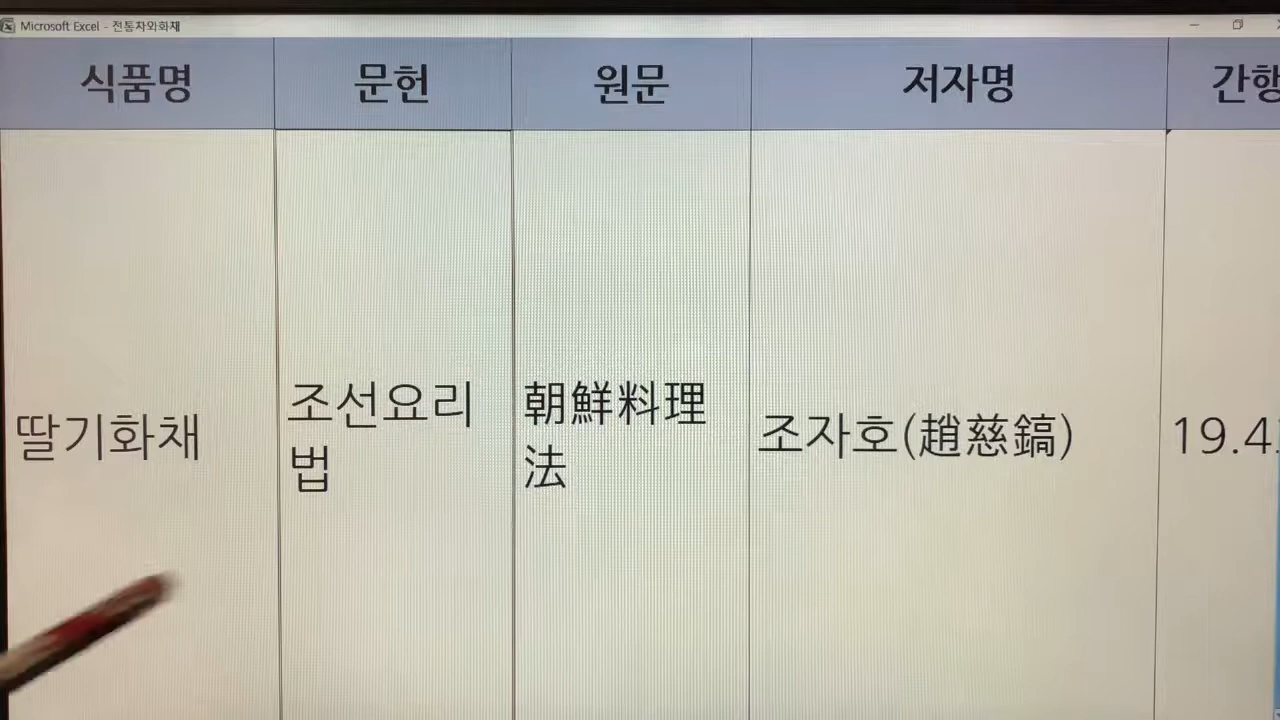 Microsoft Excel - 전통차와화채
식품명 문헌 원문 저자명
딸기화채
조선요리
법
朝鮮料理
法
조자호(趙慈鎬)